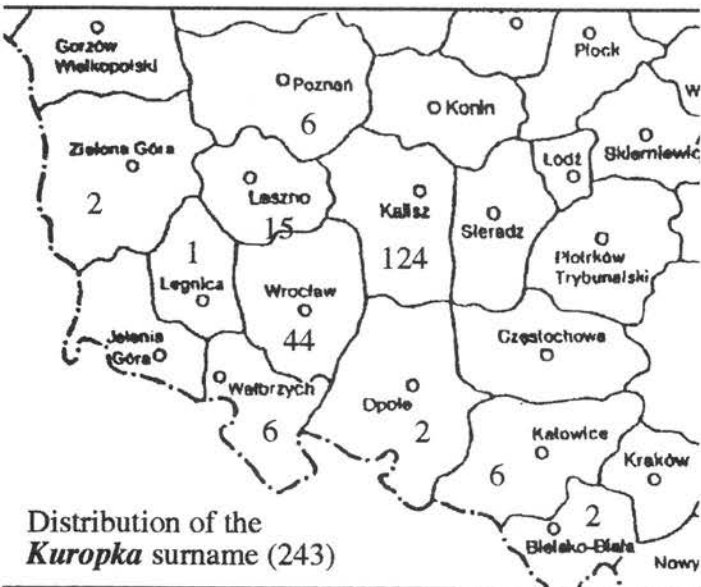 Gorzów
Wielkopolski
Płock
Poznań
6
Konin
Zielona Góra
2
Leszno
15
Kalisz
124
Sieradz
Łódź
Skierniewic
Piotrków
Trybunalski
1
Legnica
Wrocław
44
Jelenia
Góra
Wałbrzych
6
Opole
2
Częstochowa
Katowice
6
Kraków
2
Bielsko-Biała
Nowy
Distribution of the
Kuropka surname (243)